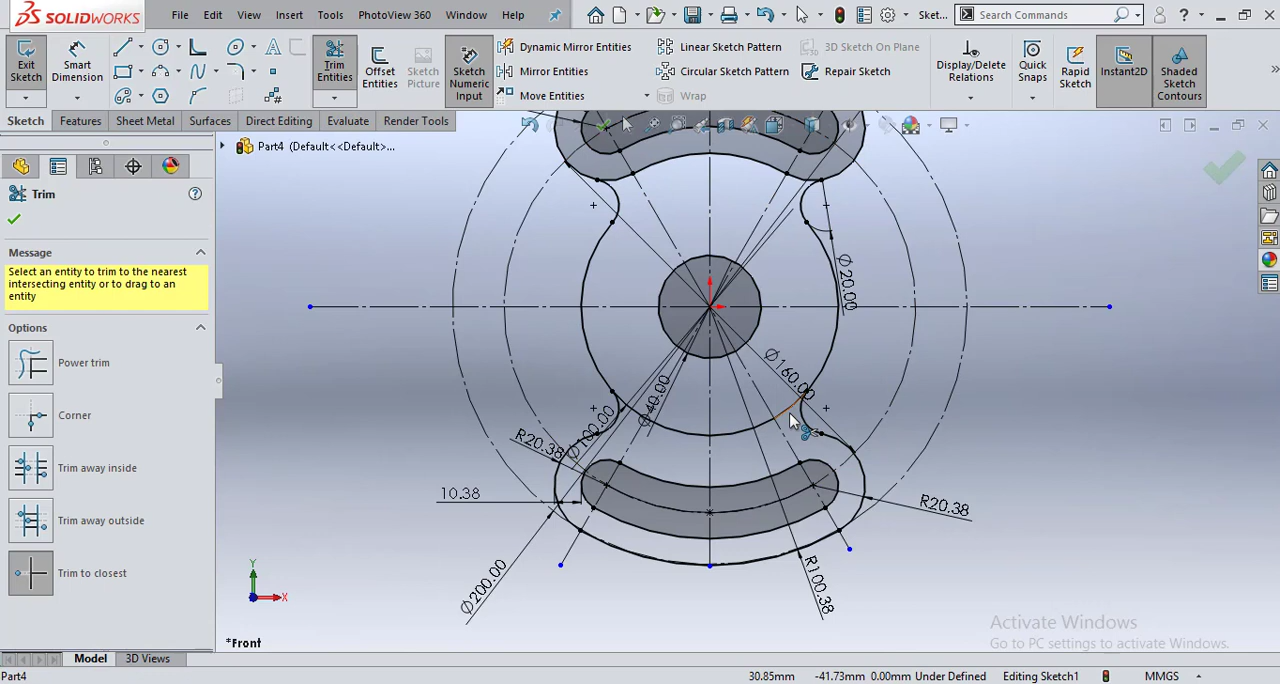 SOLIDWORKS File Edit View Insert Tools PhotoView 360 Window Help Sket... Search Commands ?
Exit Sketch
Smart Dimension
Trim Entities
Offset Entities
Sketch Picture
Sketch Numeric Input
Dynamic Mirror Entities
Mirror Entities
Move Entities
Linear Sketch Pattern
Circular Sketch Pattern
Wrap
3D Sketch On Plane
Repair Sketch
Display/Delete Relations
Quick Snaps
Rapid Sketch
Instant2D
Shaded Sketch Contours
Sketch Features Sheet Metal Surfaces Direct Editing Evaluate Render Tools
Part4 (Default<<Default>...
Trim
Message
Select an entity to trim to the nearest
intersecting entity or to drag to an
entity
Options
Power trim
Corner
Trim away inside
Trim away outside
Trim to closest
∅20.00
∅160.00
∅40.00
∅100.00
R20.38
10.38
R20.38
∅200.00
R100.38
Y
X
*Front
Activate Windows
Go to PC settings to activate Windows.
Model 3D Views
Part4 30.85mm -41.73mm 0.00mm Under Defined Editing Sketch1 MMGS